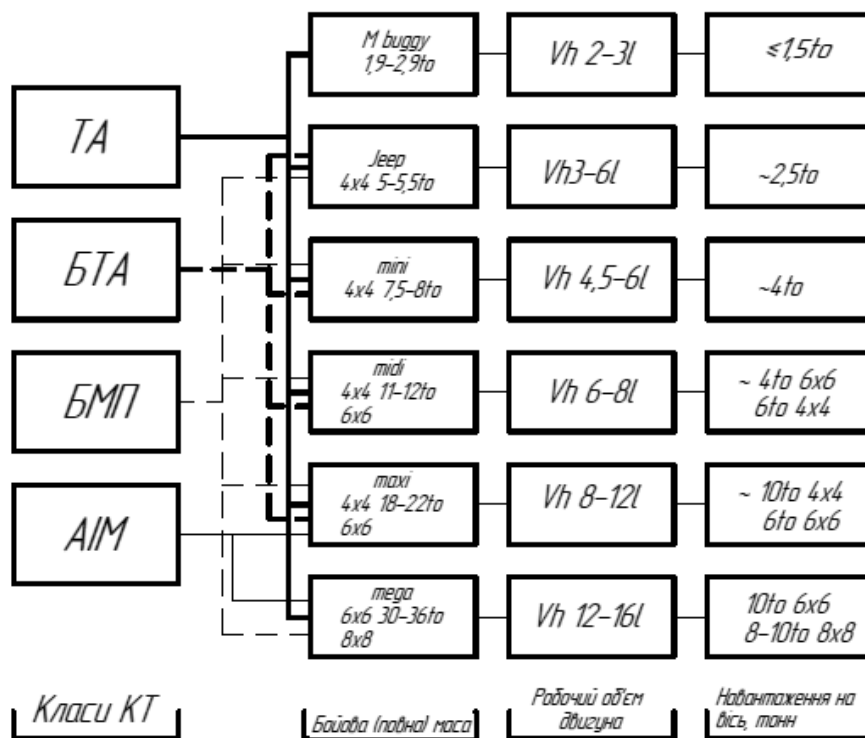 ТА
БТА
БМП
АІМ
Класи КТ
M buggy
1,9–2,9to
Jeep
4x4 5–5,5to
mini
4x4 7,5–8to
midi
4x4 11–12to
6x6
maxi
4x4 18–22to
6x6
mega
6x6 30–36to
8x8
Бойова (повна) маса
Vh 2–3l
Vh3–6l
Vh 4,5–6l
Vh 6–8l
Vh 8–12l
Vh 12–16l
Робочий об'єм
двигуна
≤1,5to
~2,5to
~4to
~ 4to 6x6
6to 4x4
~ 10to 4x4
6to 6x6
10to 6x6
8–10to 8x8
Навантаження на
вісь, тонн